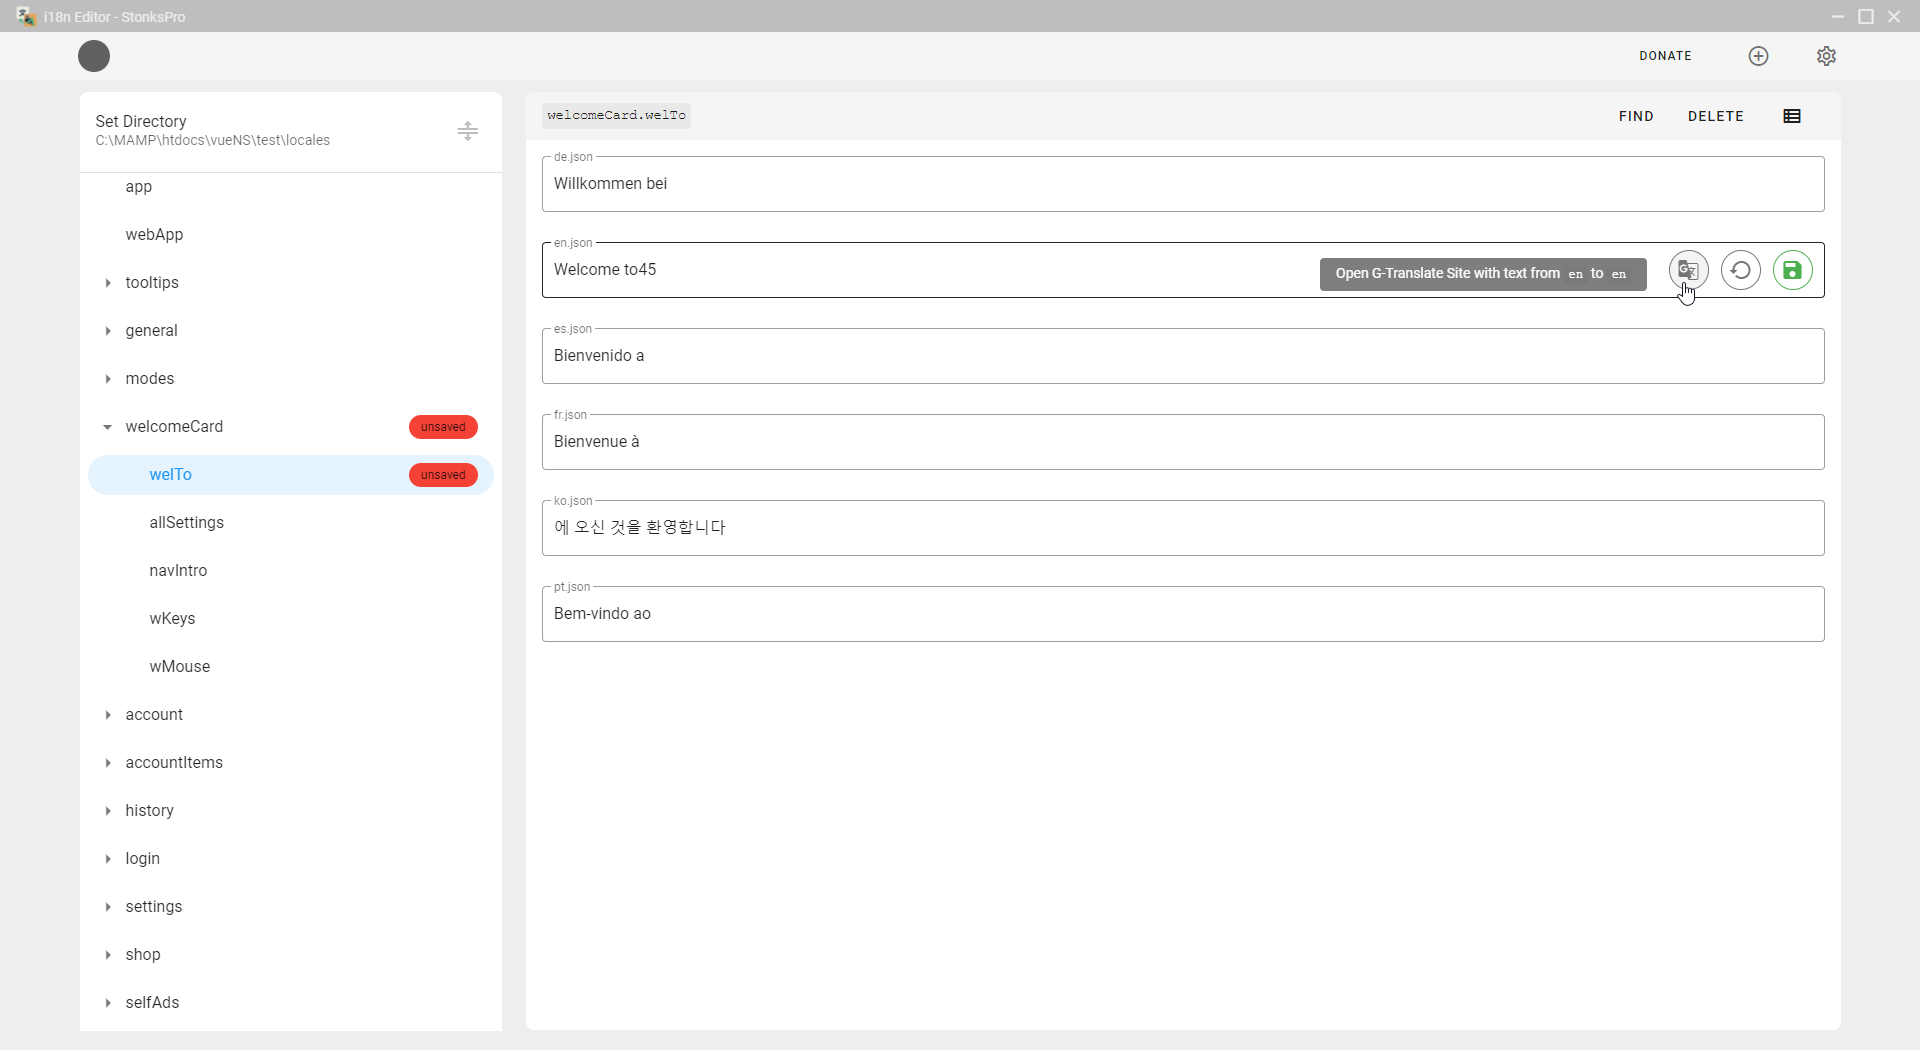 i18n Editor - StonksPro
DONATE
Set Directory
C:\MAMP\htdocs\vueNS\test\locales
app
webApp
tooltips
general
modes
welcomeCard unsaved
welTo unsaved
allSettings
navIntro
wKeys
wMouse
account
accountItems
history
login
settings
shop
selfAds
welcomeCard.welTo FIND DELETE
de.json
Willkommen bei
en.json
Welcome to45 Open G-Translate Site with text from en to en
es.json
Bienvenido a
fr.json
Bienvenue à
ko.json
에 오신 것을 환영합니다
pt.json
Bem-vindo ao